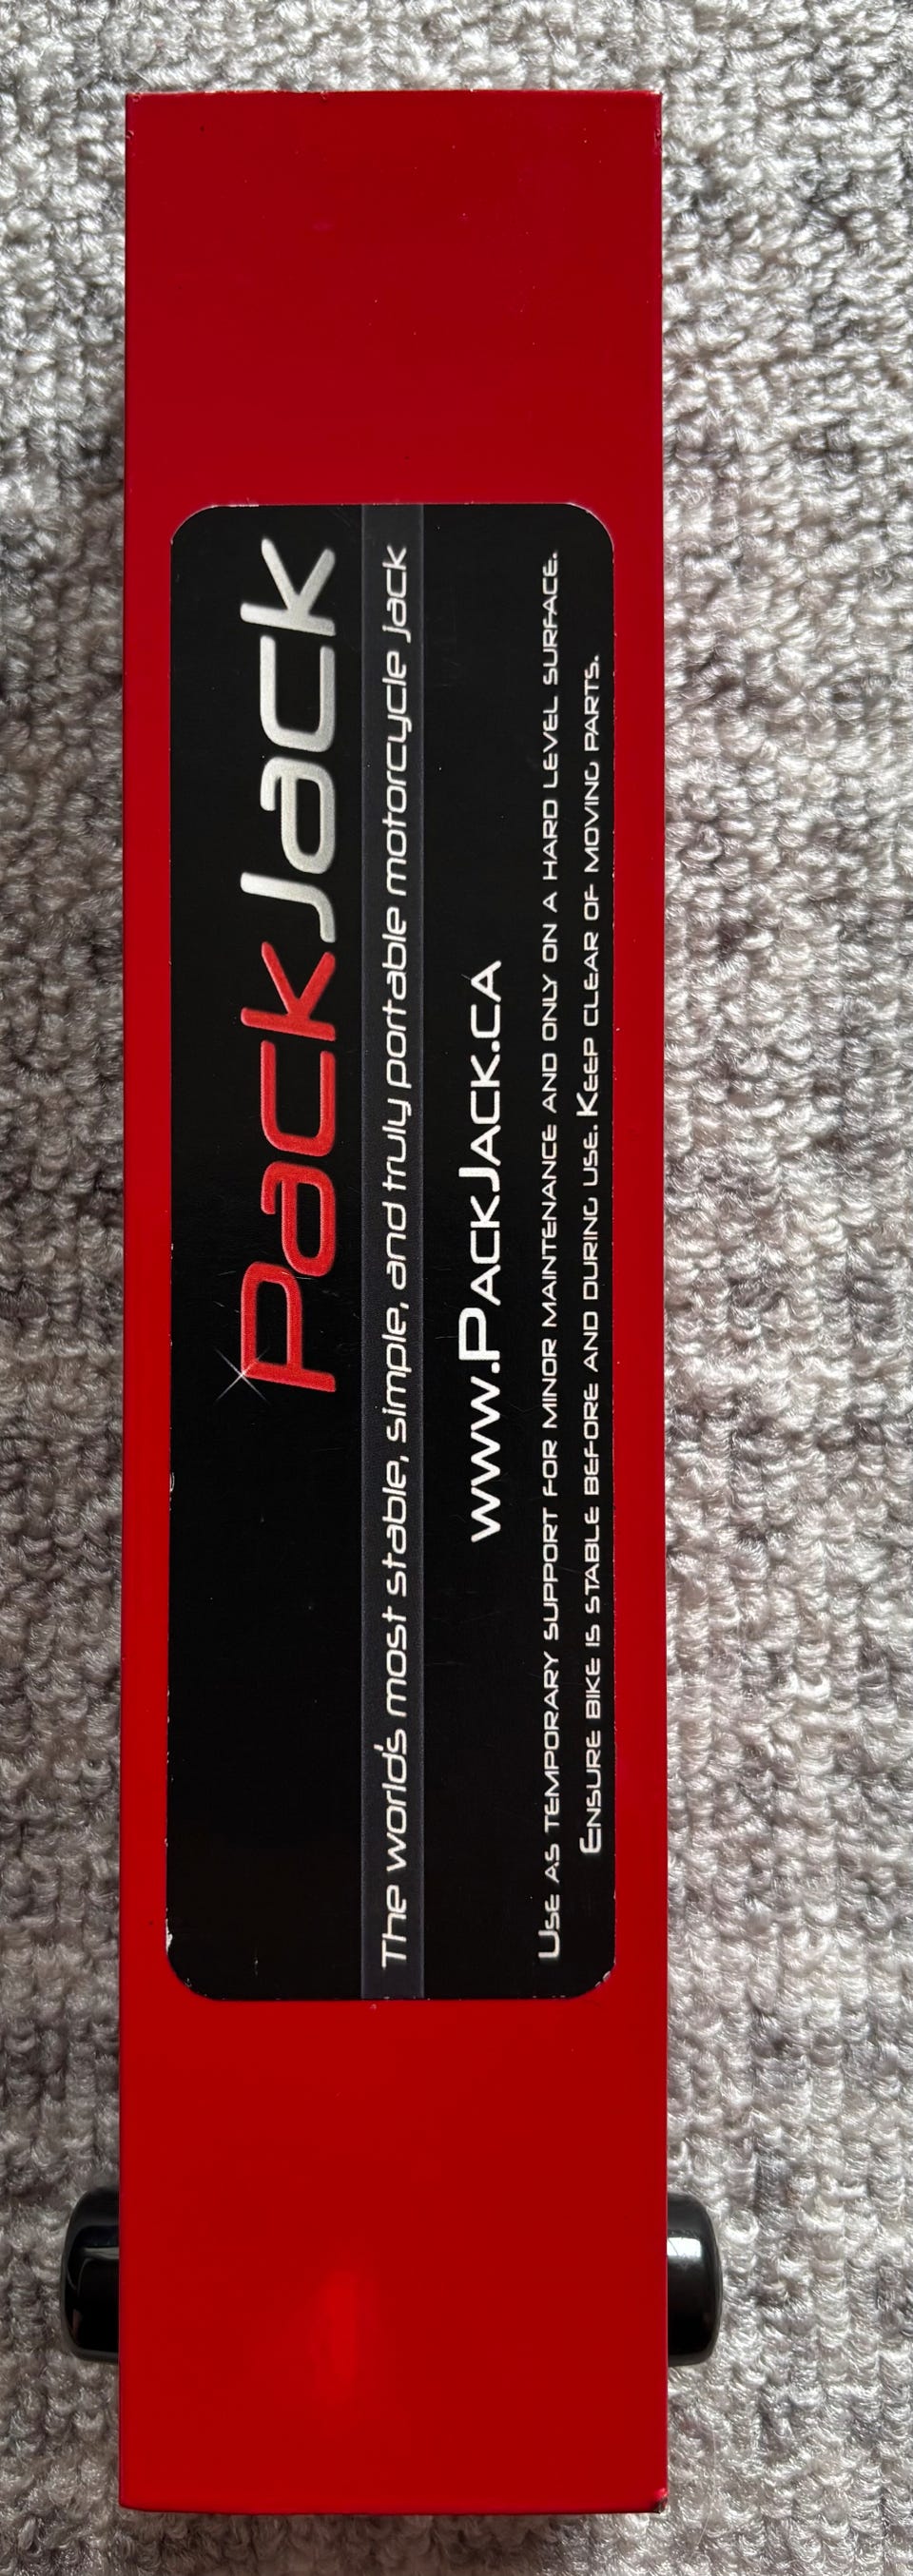 PackJack
The world's most stable, simple, and truly portable motorcycle jack
www.PackJack.ca
Use as temporary support for minor maintenance and only on a hard level surface.
Ensure bike is stable before and during use. Keep clear of moving parts.